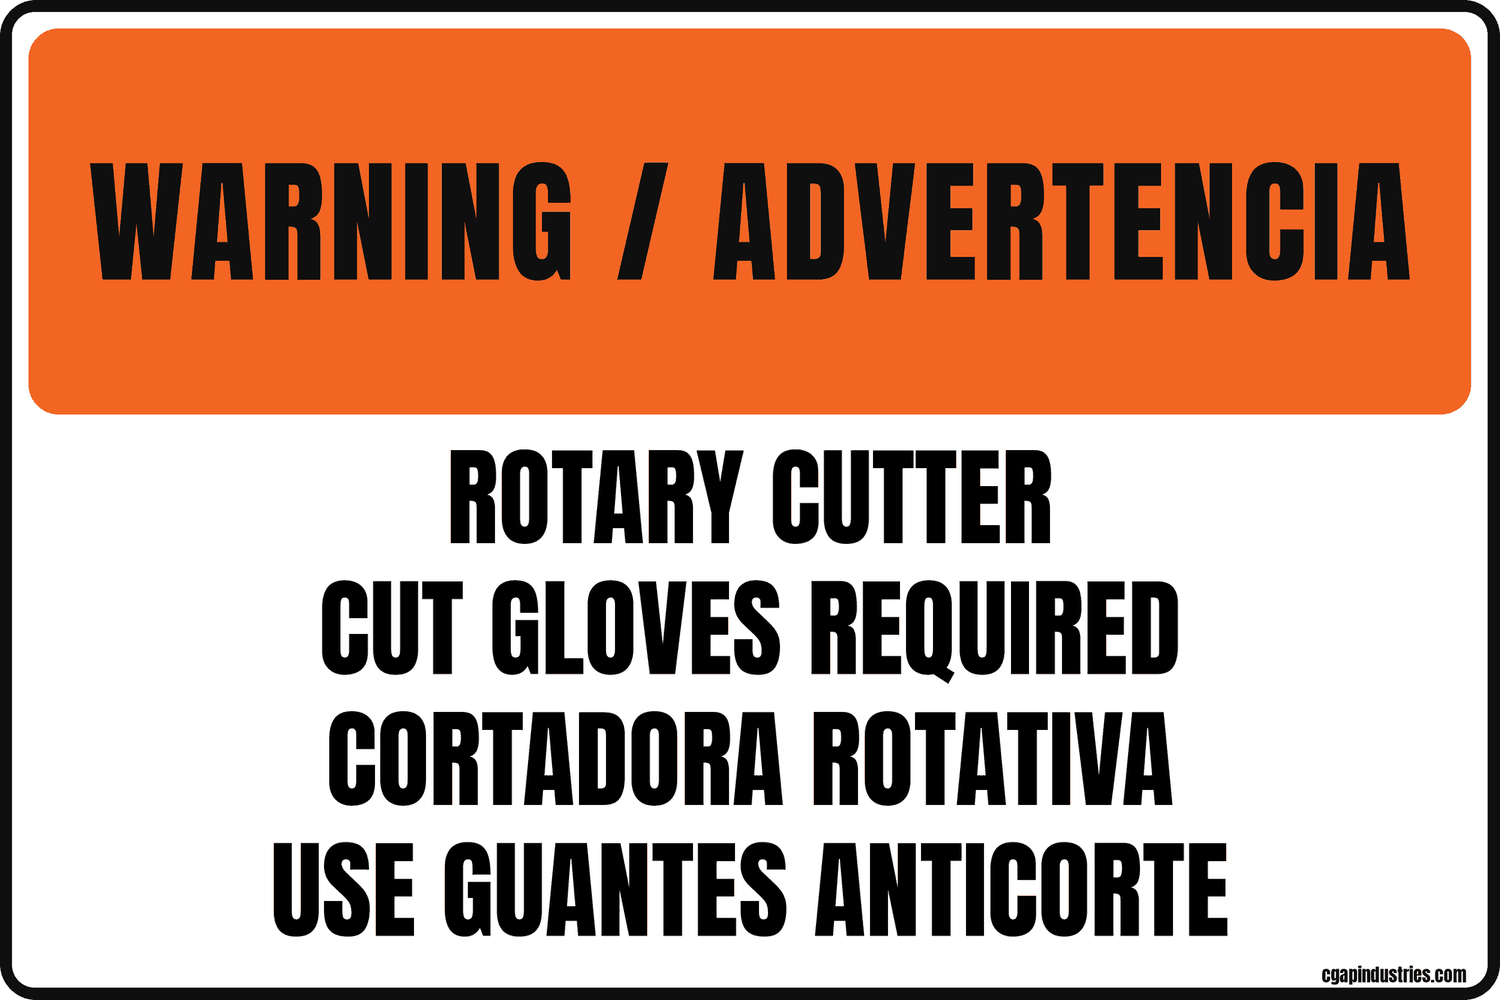 WARNING / ADVERTENCIA
ROTARY CUTTER
CUT GLOVES REQUIRED
CORTADORA ROTATIVA
USE GUANTES ANTICORTE
cgapindustries.com